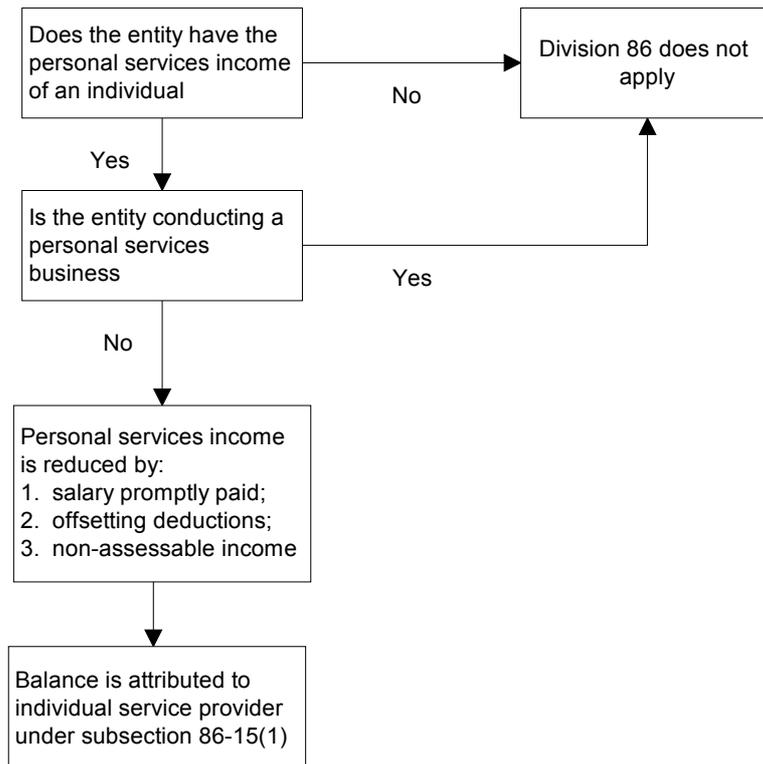 Does the entity have the
personal services income
of an individual
No
Division 86 does not
apply
Yes
Is the entity conducting a
personal services
business
Yes
No
Personal services income
is reduced by:
1. salary promptly paid;
2. offsetting deductions;
3. non-assessable income
Balance is attributed to
individual service provider
under subsection 86-15(1)